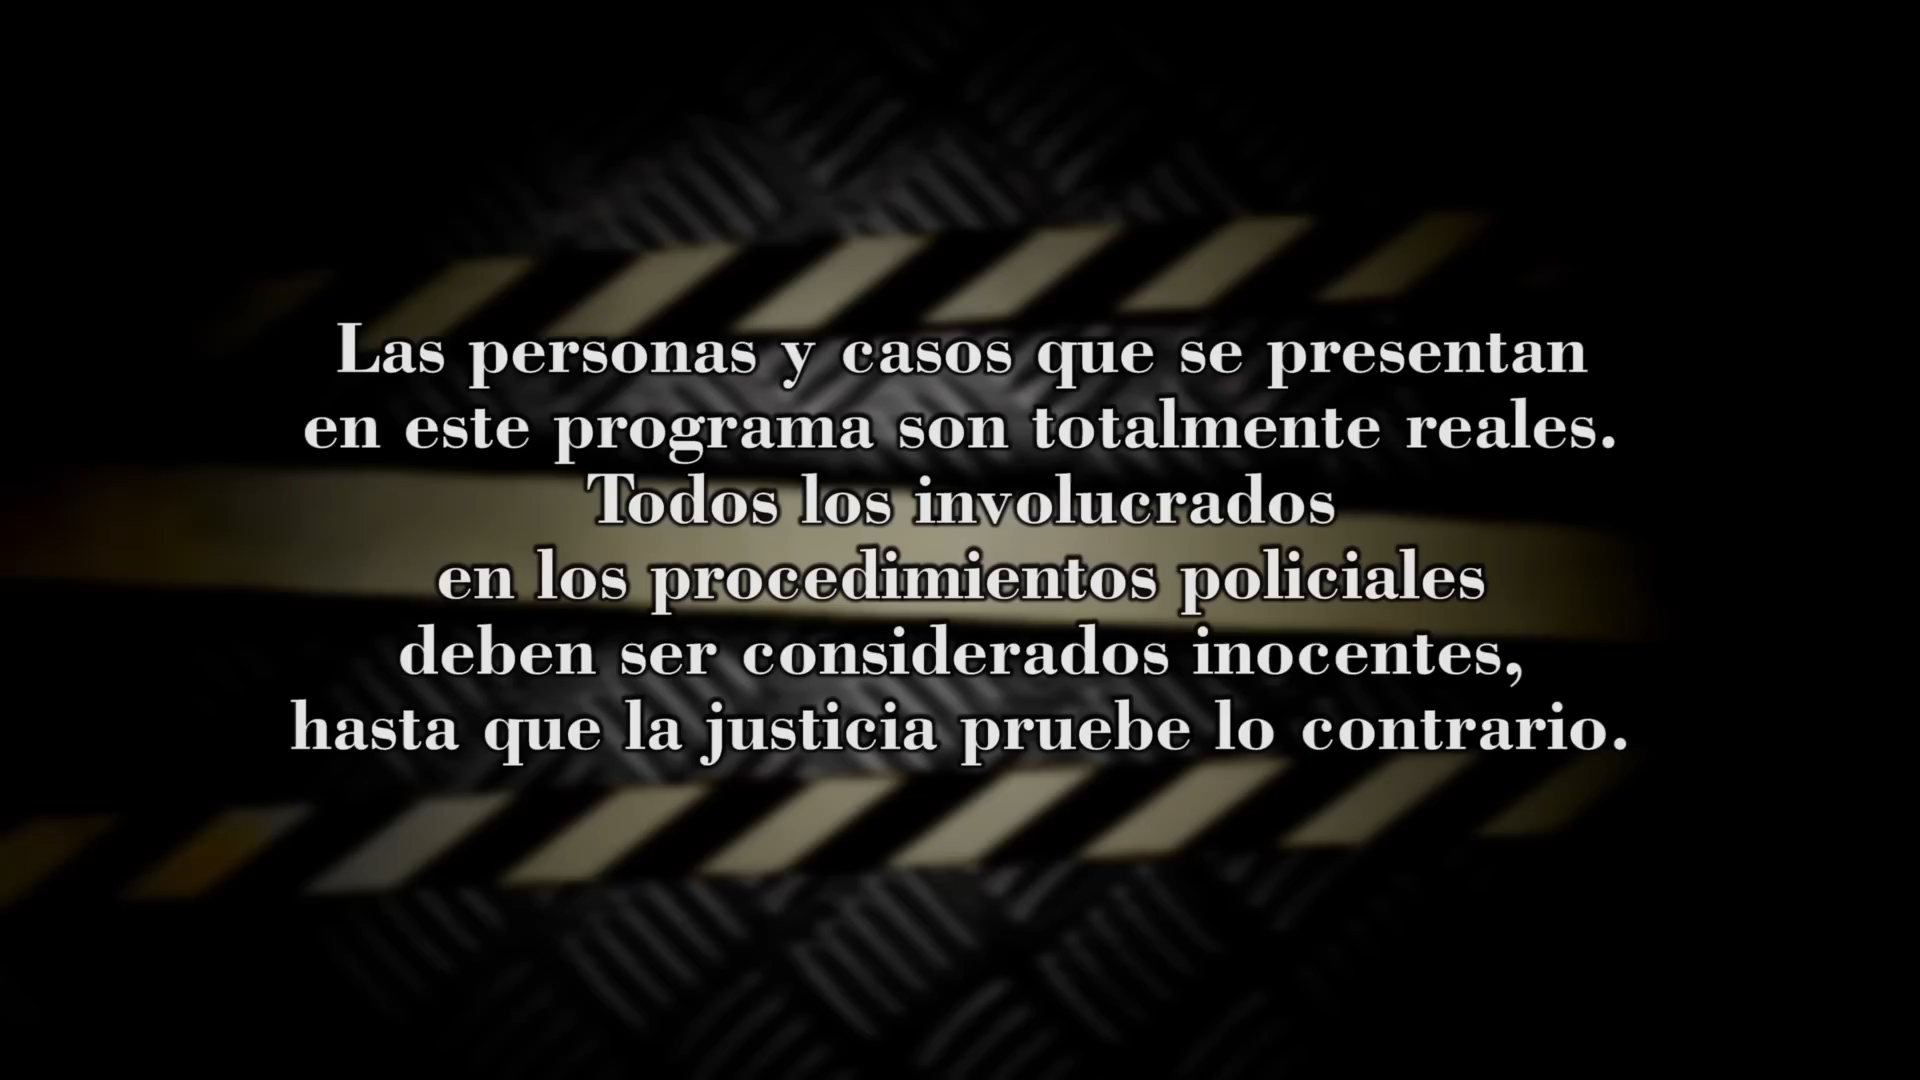 Las personas y casos que se presentan
en este programa son totalmente reales.
Todos los involucrados
en los procedimientos policiales
deben ser considerados inocentes,
hasta que la justicia pruebe lo contrario.